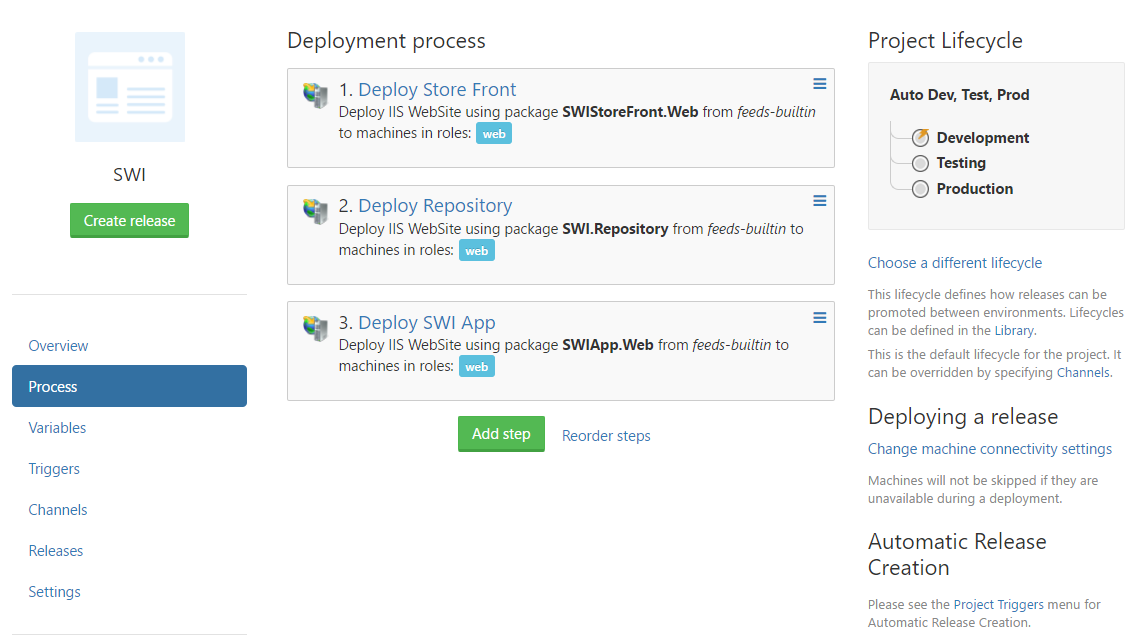 SWI
Create release
Overview
Process
Variables
Triggers
Channels
Releases
Settings
Deployment process
1. Deploy Store Front
Deploy IIS WebSite using package SWIStoreFront.Web from feeds-builtin
to machines in roles: web
2. Deploy Repository
Deploy IIS WebSite using package SWI.Repository from feeds-builtin to
machines in roles: web
3. Deploy SWI App
Deploy IIS WebSite using package SWIApp.Web from feeds-builtin to
machines in roles: web
Add step
Reorder steps
Project Lifecycle
Auto Dev, Test, Prod
Development
Testing
Production
Choose a different lifecycle
This lifecycle defines how releases can be
promoted between environments. Lifecycles
can be defined in the Library.
This is the default lifecycle for the project. It
can be overridden by specifying Channels.
Deploying a release
Change machine connectivity settings
Machines will not be skipped if they are
unavailable during a deployment.
Automatic Release
Creation
Please see the Project Triggers menu for
Automatic Release Creation.